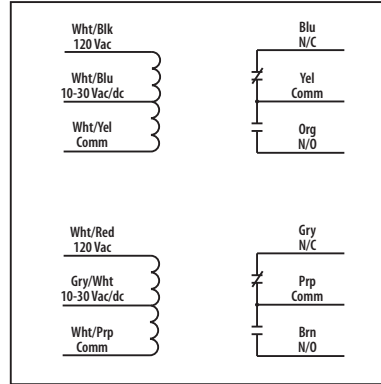 Wht/Blk
120 Vac
Wht/Blu
10-30 Vac/dc
Wht/Yel
Comm
Blu
N/C
Yel
Comm
Org
N/O
Wht/Red
120 Vac
Gry/Wht
10-30 Vac/dc
Wht/Prp
Comm
Gry
N/C
Prp
Comm
Brn
N/O